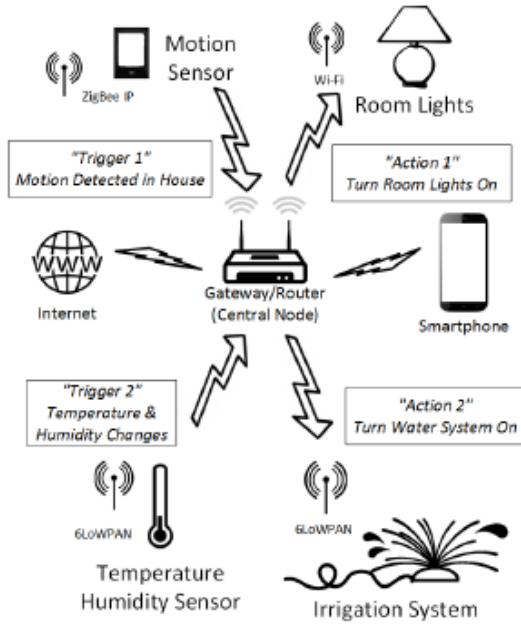 Motion
Sensor
ZigBee IP
Wi-Fi
Room Lights
"Trigger 1"
Motion Detected in House
"Action 1"
Turn Room Lights On
WWW
Internet
Gateway/Router
(Central Node)
Smartphone
"Trigger 2"
Temperature &
Humidity Changes
"Action 2"
Turn Water System On
6LoWPAN
Temperature
Humidity Sensor
6LoWPAN
Irrigation System